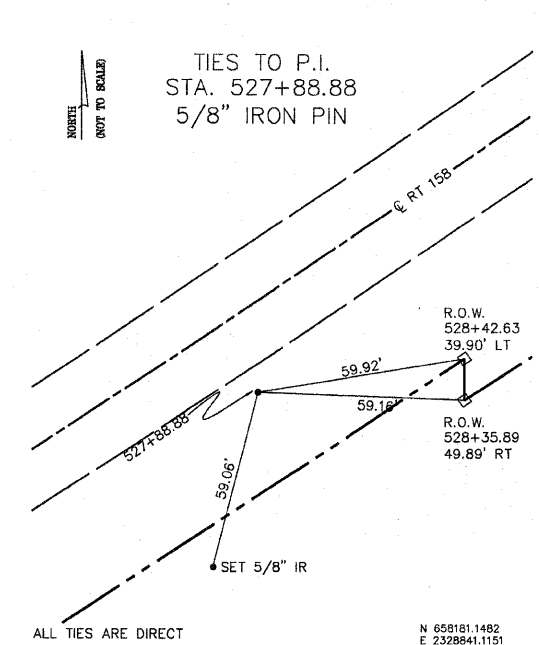 TIES TO P.I.
STA. 527+88.88
5/8" IRON PIN
NORTH
(NOT TO SCALE)
℄ RT 158
R.O.W.
528+42.63
39.90' LT
59.92'
59.16'
R.O.W.
528+35.89
49.89' RT
527+88.88
59.06'
SET 5/8" IR
ALL TIES ARE DIRECT
N 658181.1482
E 2328841.1151